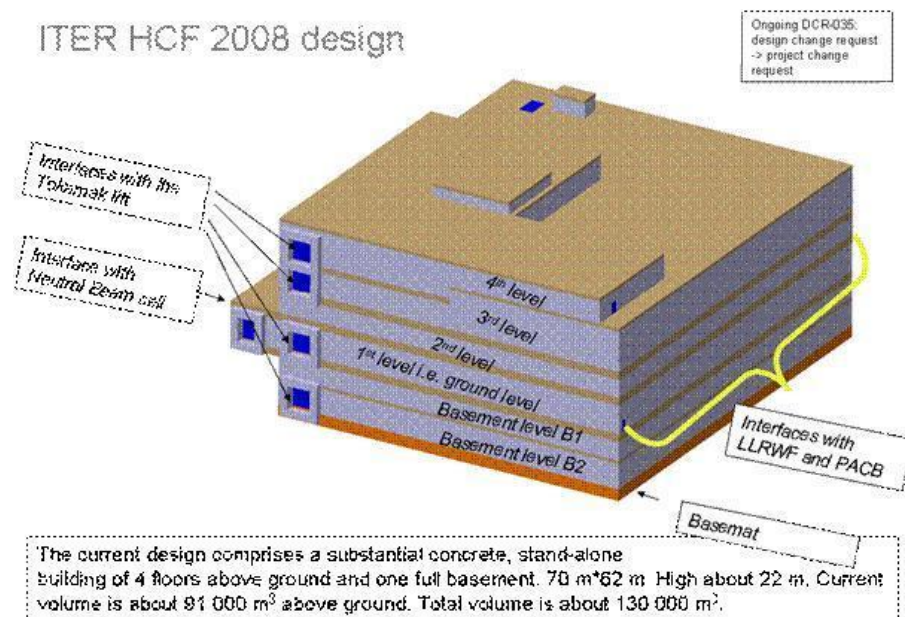 ITER HCF 2008 design
Ongoing DCR-035:
design change request
-> project change
request
Interfaces with the
Tokamak lift
Interface with
Neutral Beam cell
4th level
3rd level
2nd level
1st level i.e. ground level
Basement level B1
Basement level B2
Interfaces with
LLRWF and PACB
Basemat
The current design comprises a substantial concrete, stand-alone
building of 4 floors above ground and one full basement. 70 m*62 m. High about 22 m. Current
volume is about 91 000 m³ above ground. Total volume is about 130 000 m³.